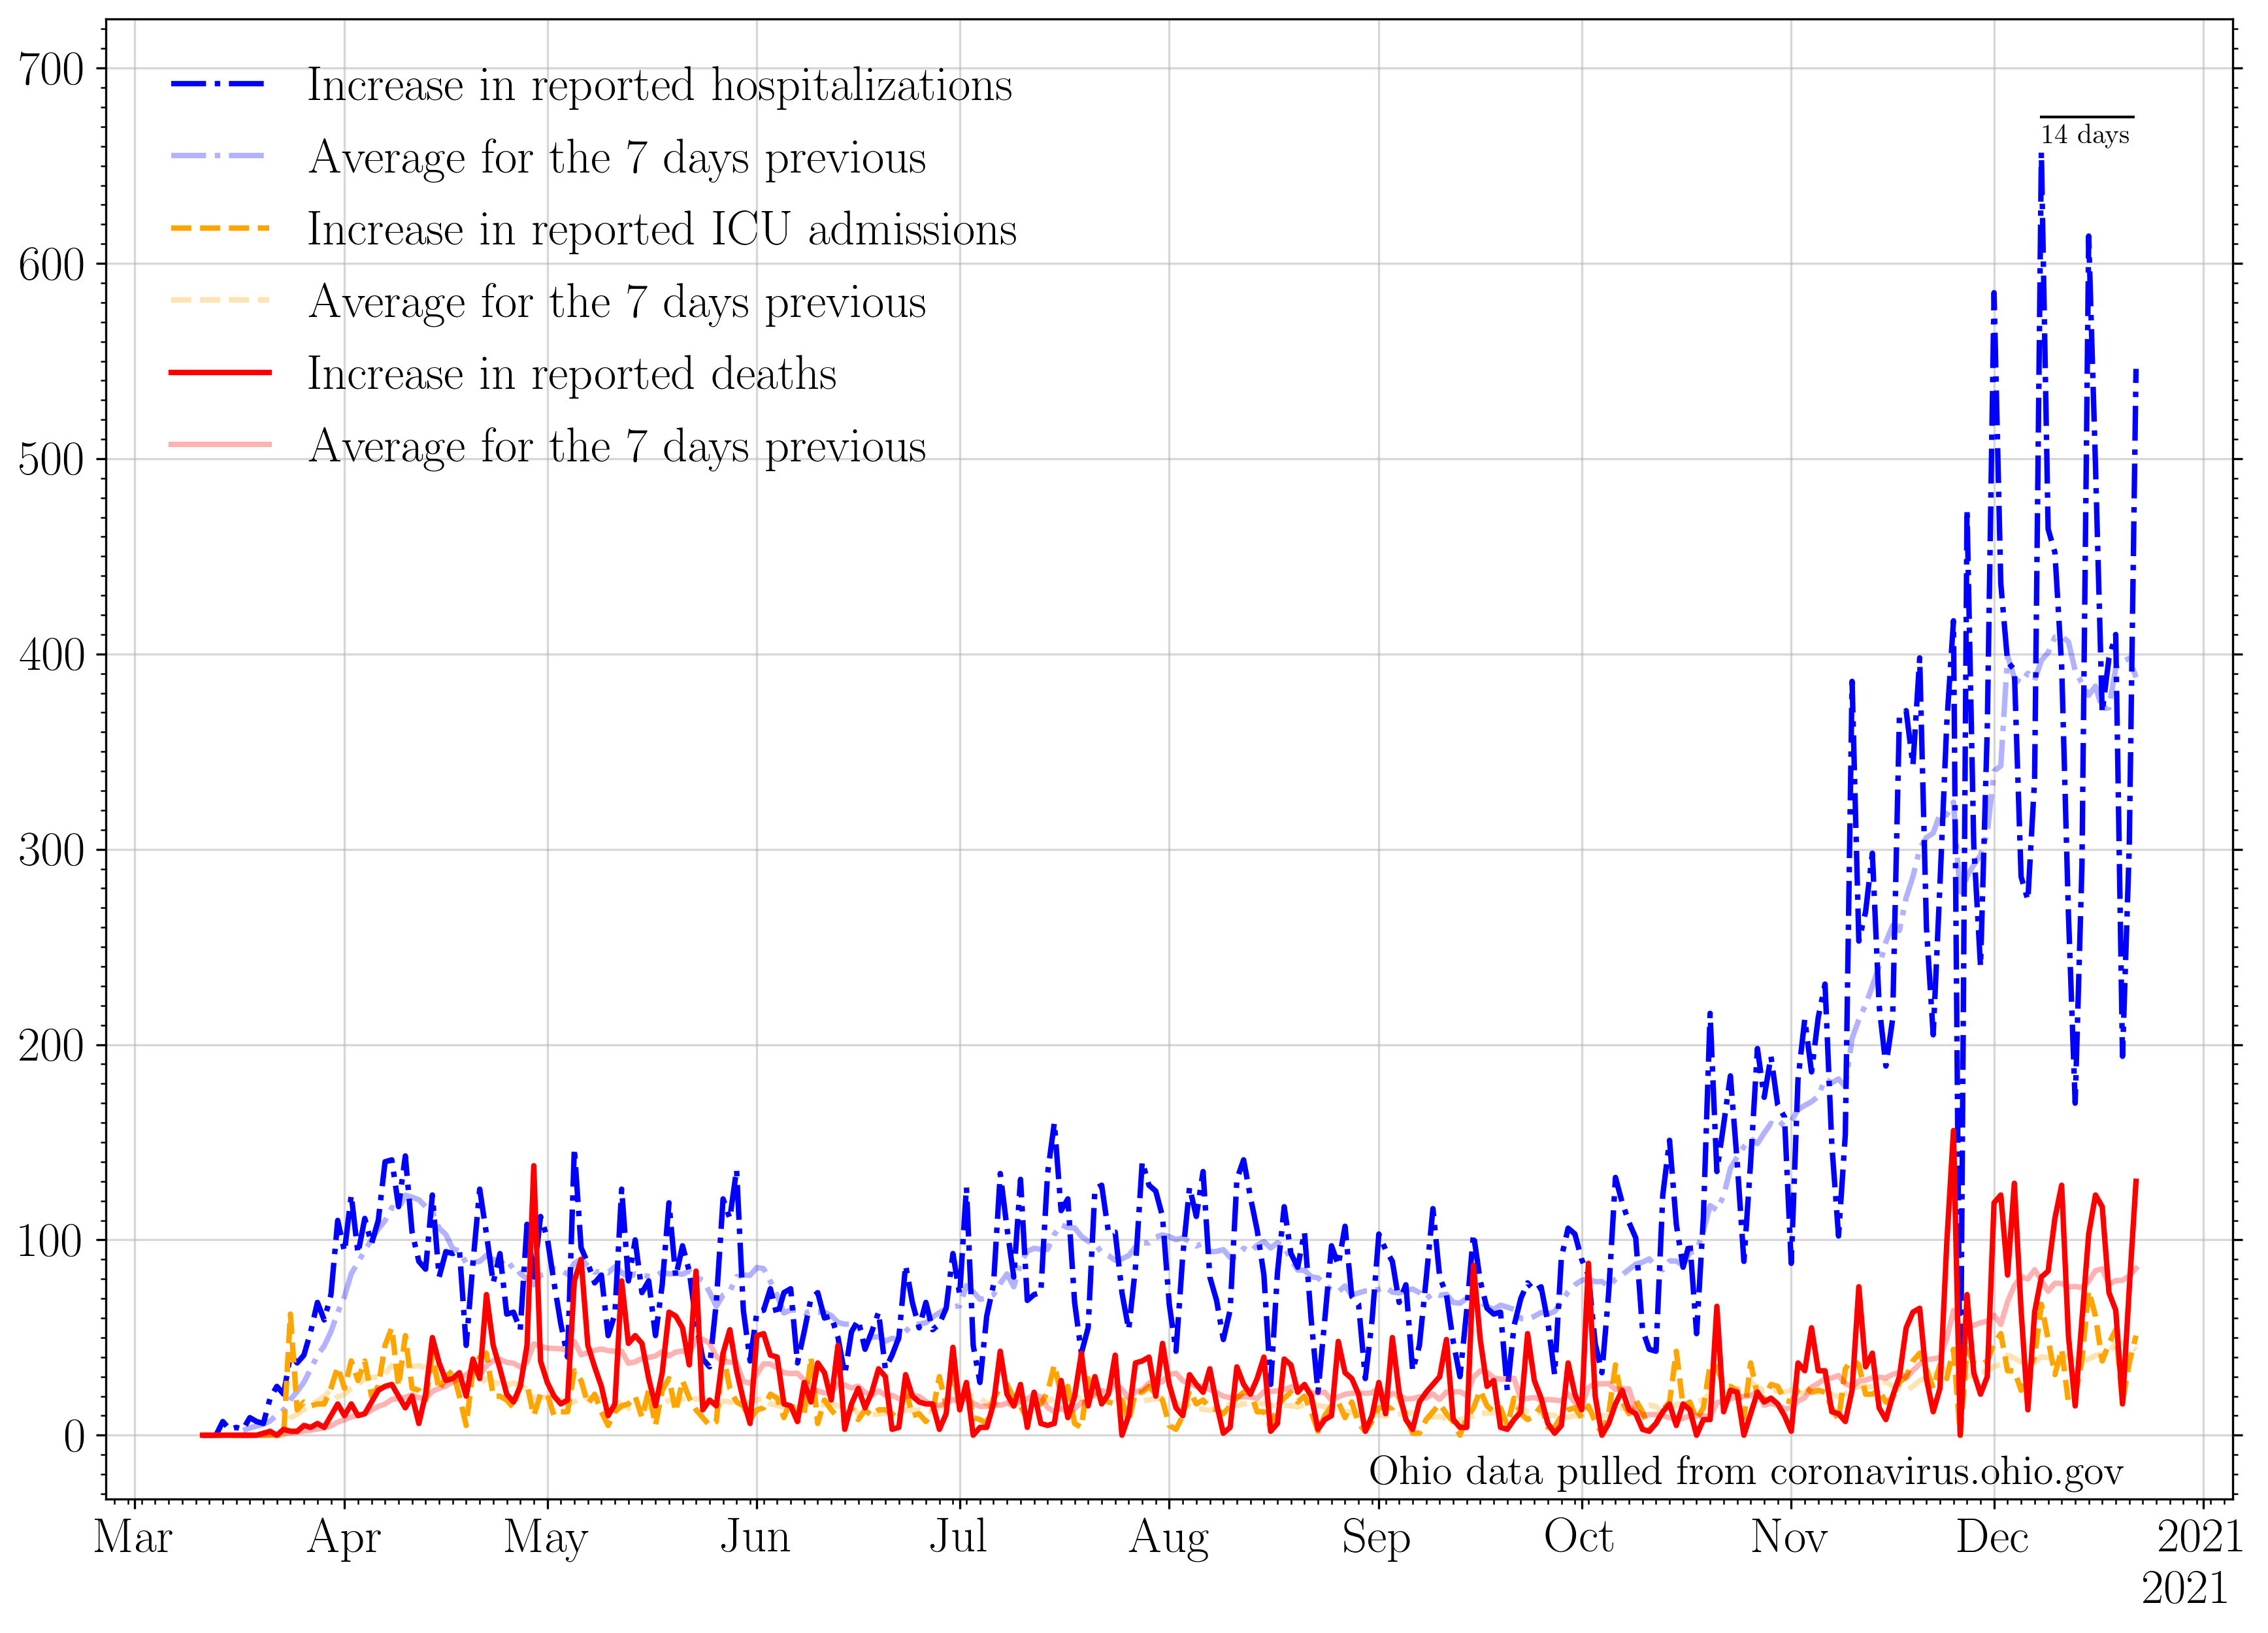 700
600
500
400
300
200
100
0
Increase in reported hospitalizations
Average for the 7 days previous
Increase in reported ICU admissions
Average for the 7 days previous
Increase in reported deaths
Average for the 7 days previous
14 days
Ohio data pulled from coronavirus.ohio.gov
Mar Apr May Jun Jul Aug Sep Oct Nov Dec 2021
2021